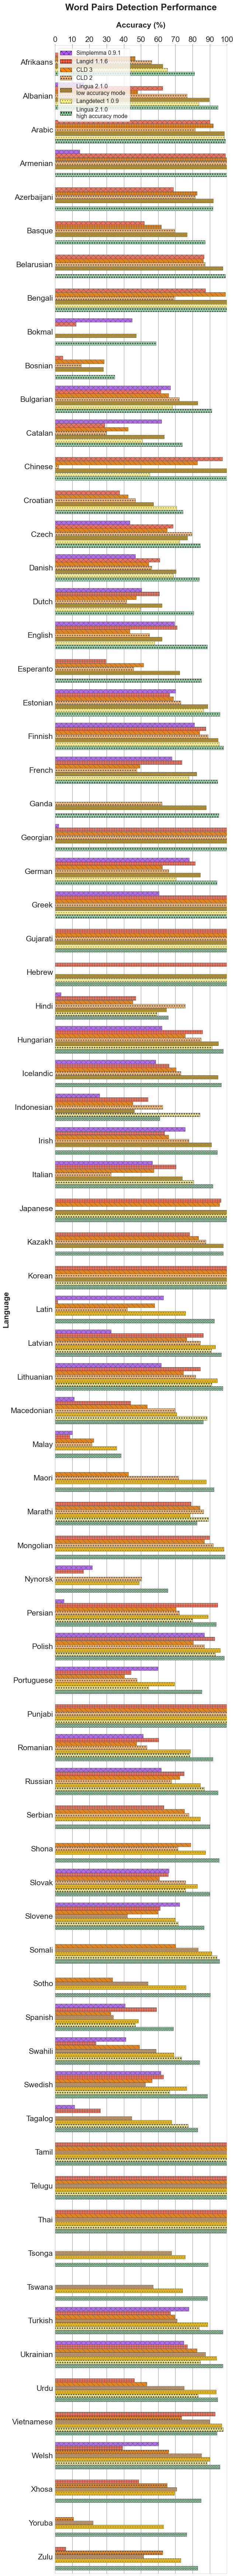 Word Pairs Detection Performance
Accuracy (%)
0 10 20 30 40 50 60 70 80 90 100
Simplemma 0.9.1
Langid 1.1.6
CLD 3
CLD 2
Lingua 2.1.0
low accuracy mode
Langdetect 1.0.9
Lingua 2.1.0
high accuracy mode
Language
Afrikaans
Albanian
Arabic
Armenian
Azerbaijani
Basque
Belarusian
Bengali
Bokmal
Bosnian
Bulgarian
Catalan
Chinese
Croatian
Czech
Danish
Dutch
English
Esperanto
Estonian
Finnish
French
Ganda
Georgian
German
Greek
Gujarati
Hebrew
Hindi
Hungarian
Icelandic
Indonesian
Irish
Italian
Japanese
Kazakh
Korean
Latin
Latvian
Lithuanian
Macedonian
Malay
Maori
Marathi
Mongolian
Nynorsk
Persian
Polish
Portuguese
Punjabi
Romanian
Russian
Serbian
Shona
Slovak
Slovene
Somali
Sotho
Spanish
Swahili
Swedish
Tagalog
Tamil
Telugu
Thai
Tsonga
Tswana
Turkish
Ukrainian
Urdu
Vietnamese
Welsh
Xhosa
Yoruba
Zulu